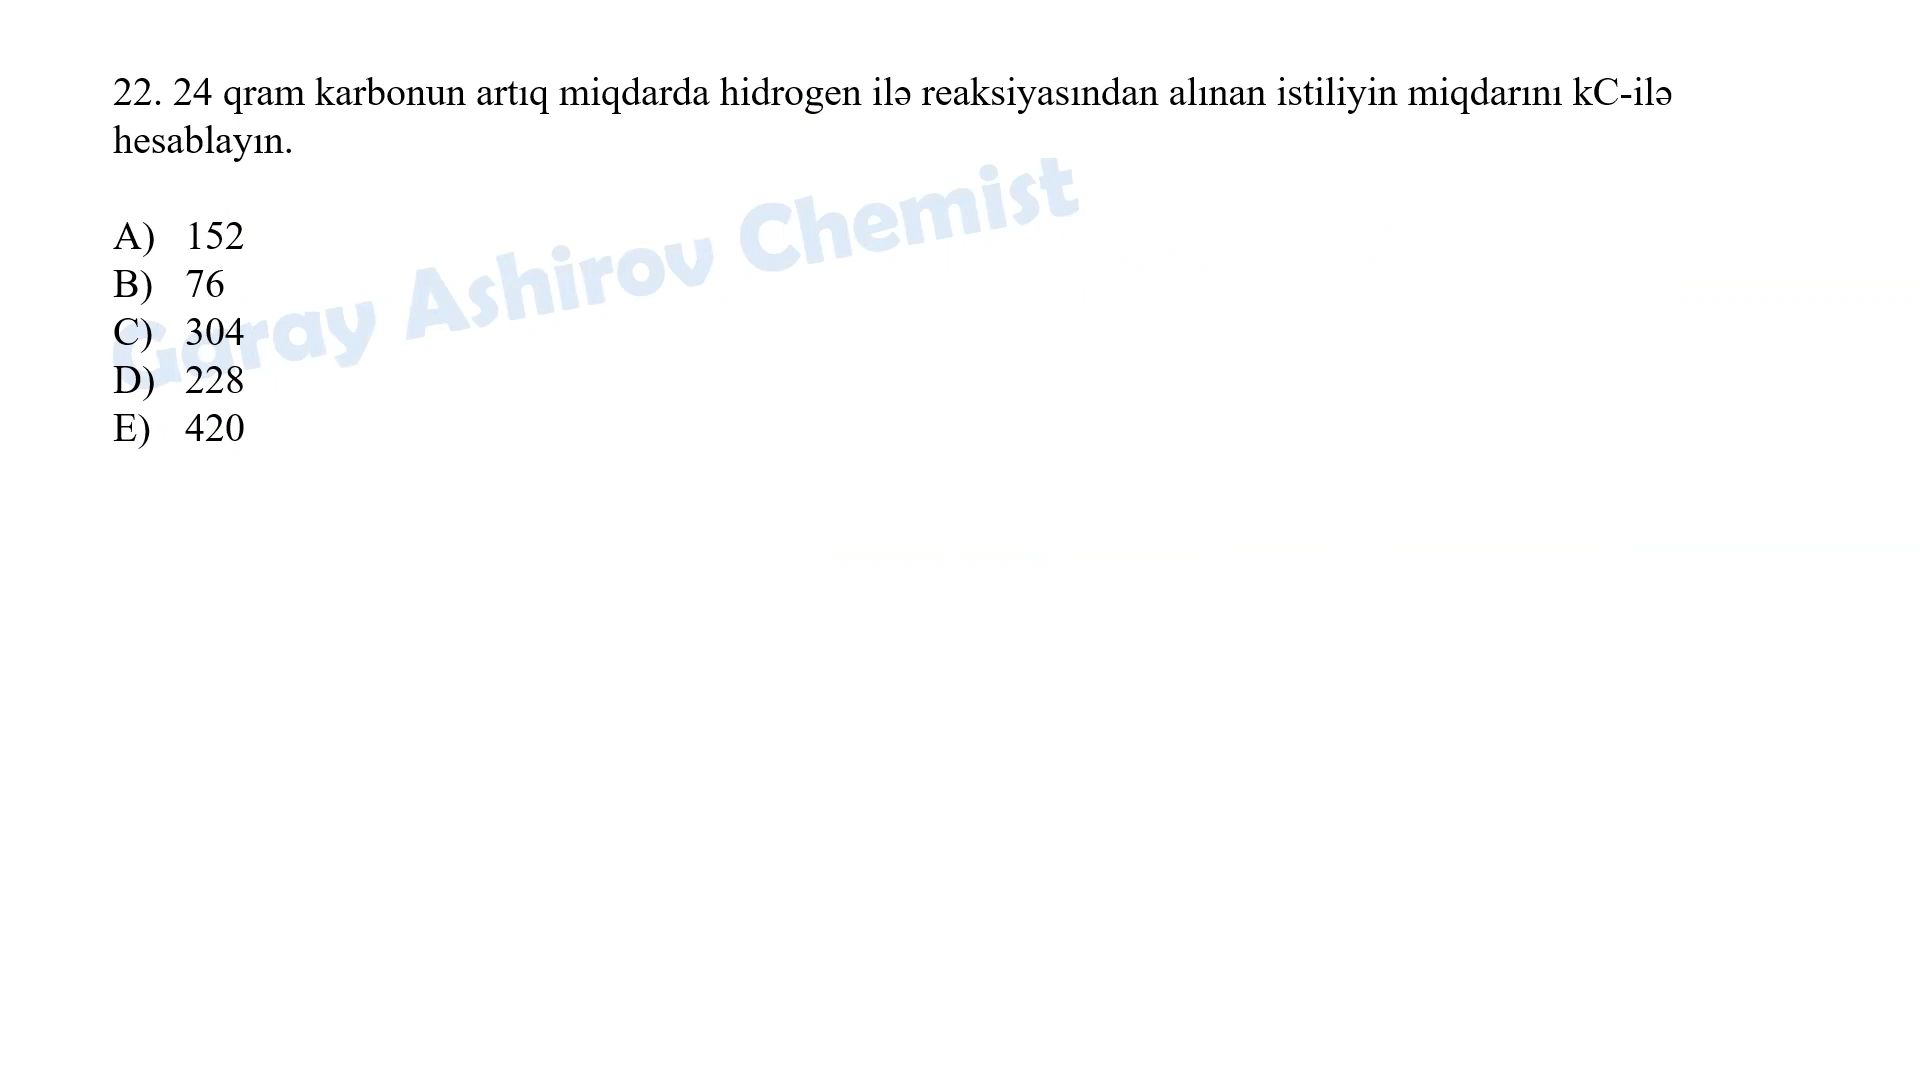 22. 24 qram karbonun artıq miqdarda hidrogen ilə reaksiyasından alınan istiliyin miqdarını kC-ilə
hesablayın.
Garay Ashirov Chemist
A) 152
B) 76
C) 304
D) 228
E) 420